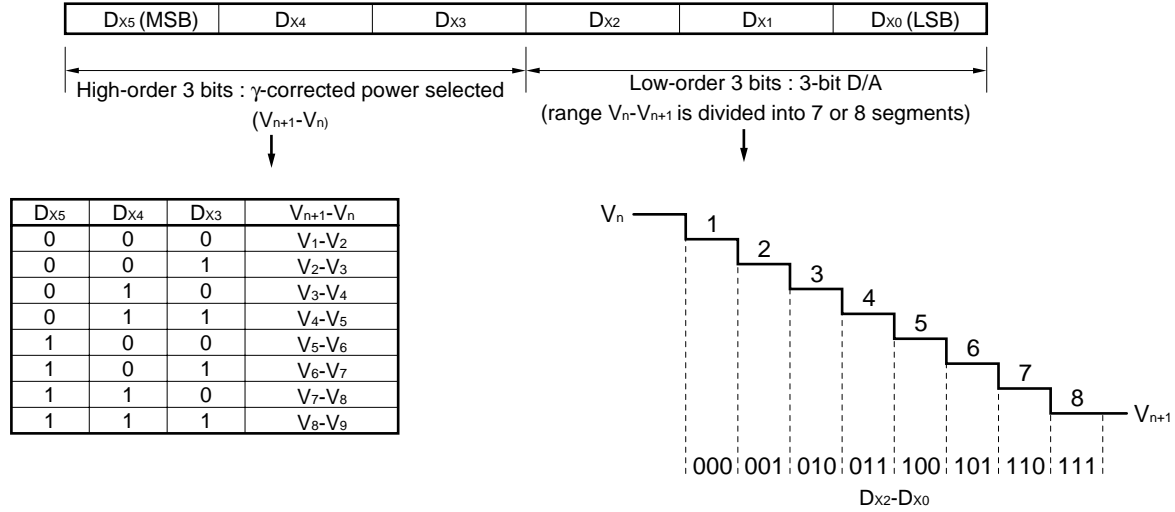 DX5 (MSB) DX4 DX3 DX2 DX1 DX0 (LSB)
High-order 3 bits : γ-corrected power selected
(Vn+1-Vn)
Low-order 3 bits : 3-bit D/A
(range Vn-Vn+1 is divided into 7 or 8 segments)
DX5 DX4 DX3 Vn+1-Vn
0 0 0 V1-V2
0 0 1 V2-V3
0 1 0 V3-V4
0 1 1 V4-V5
1 0 0 V5-V6
1 0 1 V6-V7
1 1 0 V7-V8
1 1 1 V8-V9
Vn
1
2
3
4
5
6
7
8
Vn+1
000 001 010 011 100 101 110 111
DX2-DX0